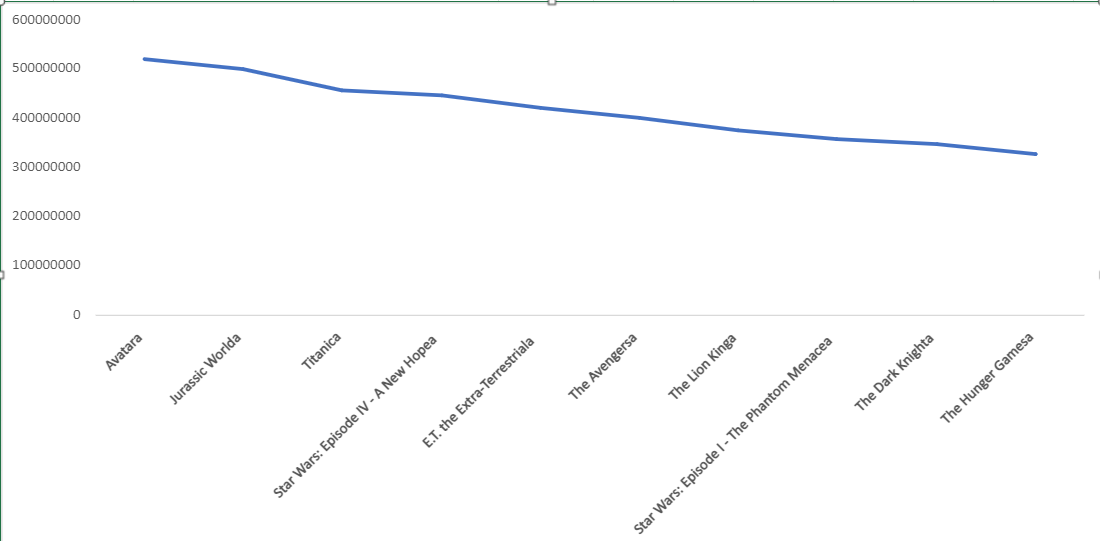 600000000
500000000
400000000
300000000
200000000
100000000
0
Avatara
Jurassic Worlda
Titanica
Star Wars: Episode IV - A New Hopea
E.T. the Extra-Terrestriala
The Avengersa
The Lion Kinga
Star Wars: Episode I - The Phantom Menacea
The Dark Knighta
The Hunger Gamesa